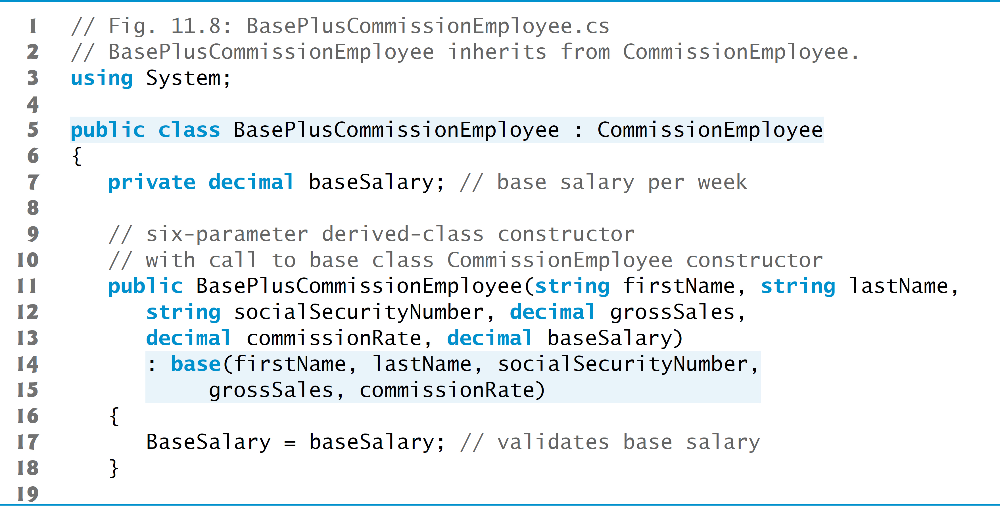 1 // Fig. 11.8: BasePlusCommissionEmployee.cs
2 // BasePlusCommissionEmployee inherits from CommissionEmployee.
3 using System;
4
5 public class BasePlusCommissionEmployee : CommissionEmployee
6 {
7 private decimal baseSalary; // base salary per week
8
9 // six-parameter derived-class constructor
10 // with call to base class CommissionEmployee constructor
11 public BasePlusCommissionEmployee(string firstName, string lastName,
12 string socialSecurityNumber, decimal grossSales,
13 decimal commissionRate, decimal baseSalary)
14 : base(firstName, lastName, socialSecurityNumber,
15 grossSales, commissionRate)
16 {
17 BaseSalary = baseSalary; // validates base salary
18 }
19